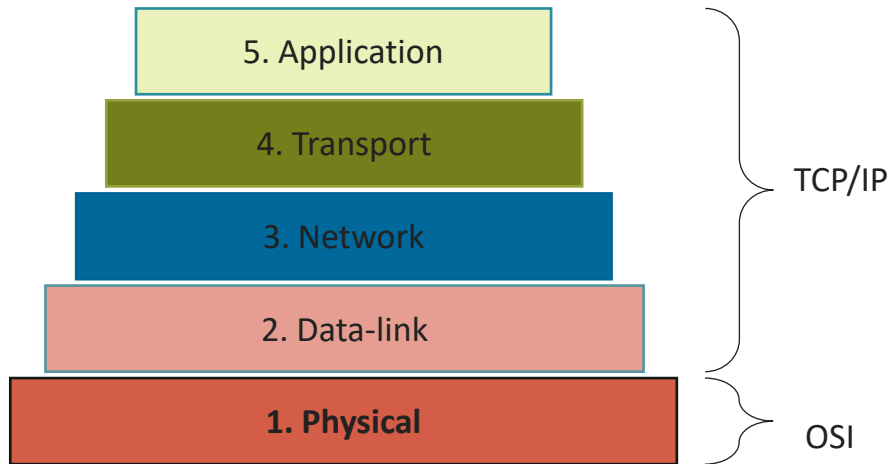 5. Application
4. Transport
TCP/IP
3. Network
2. Data-link
1. Physical
OSI